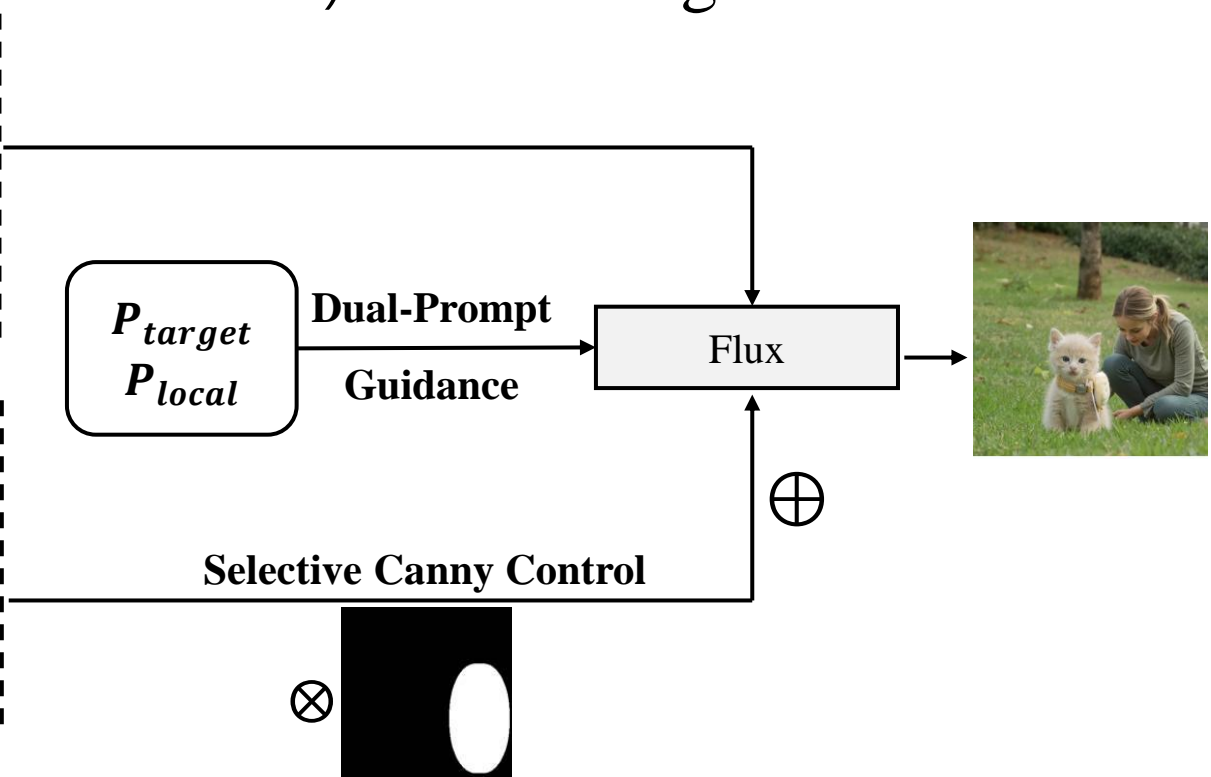 Dual-Prompt
P_target
Flux
P_local
Guidance
Selective Canny Control